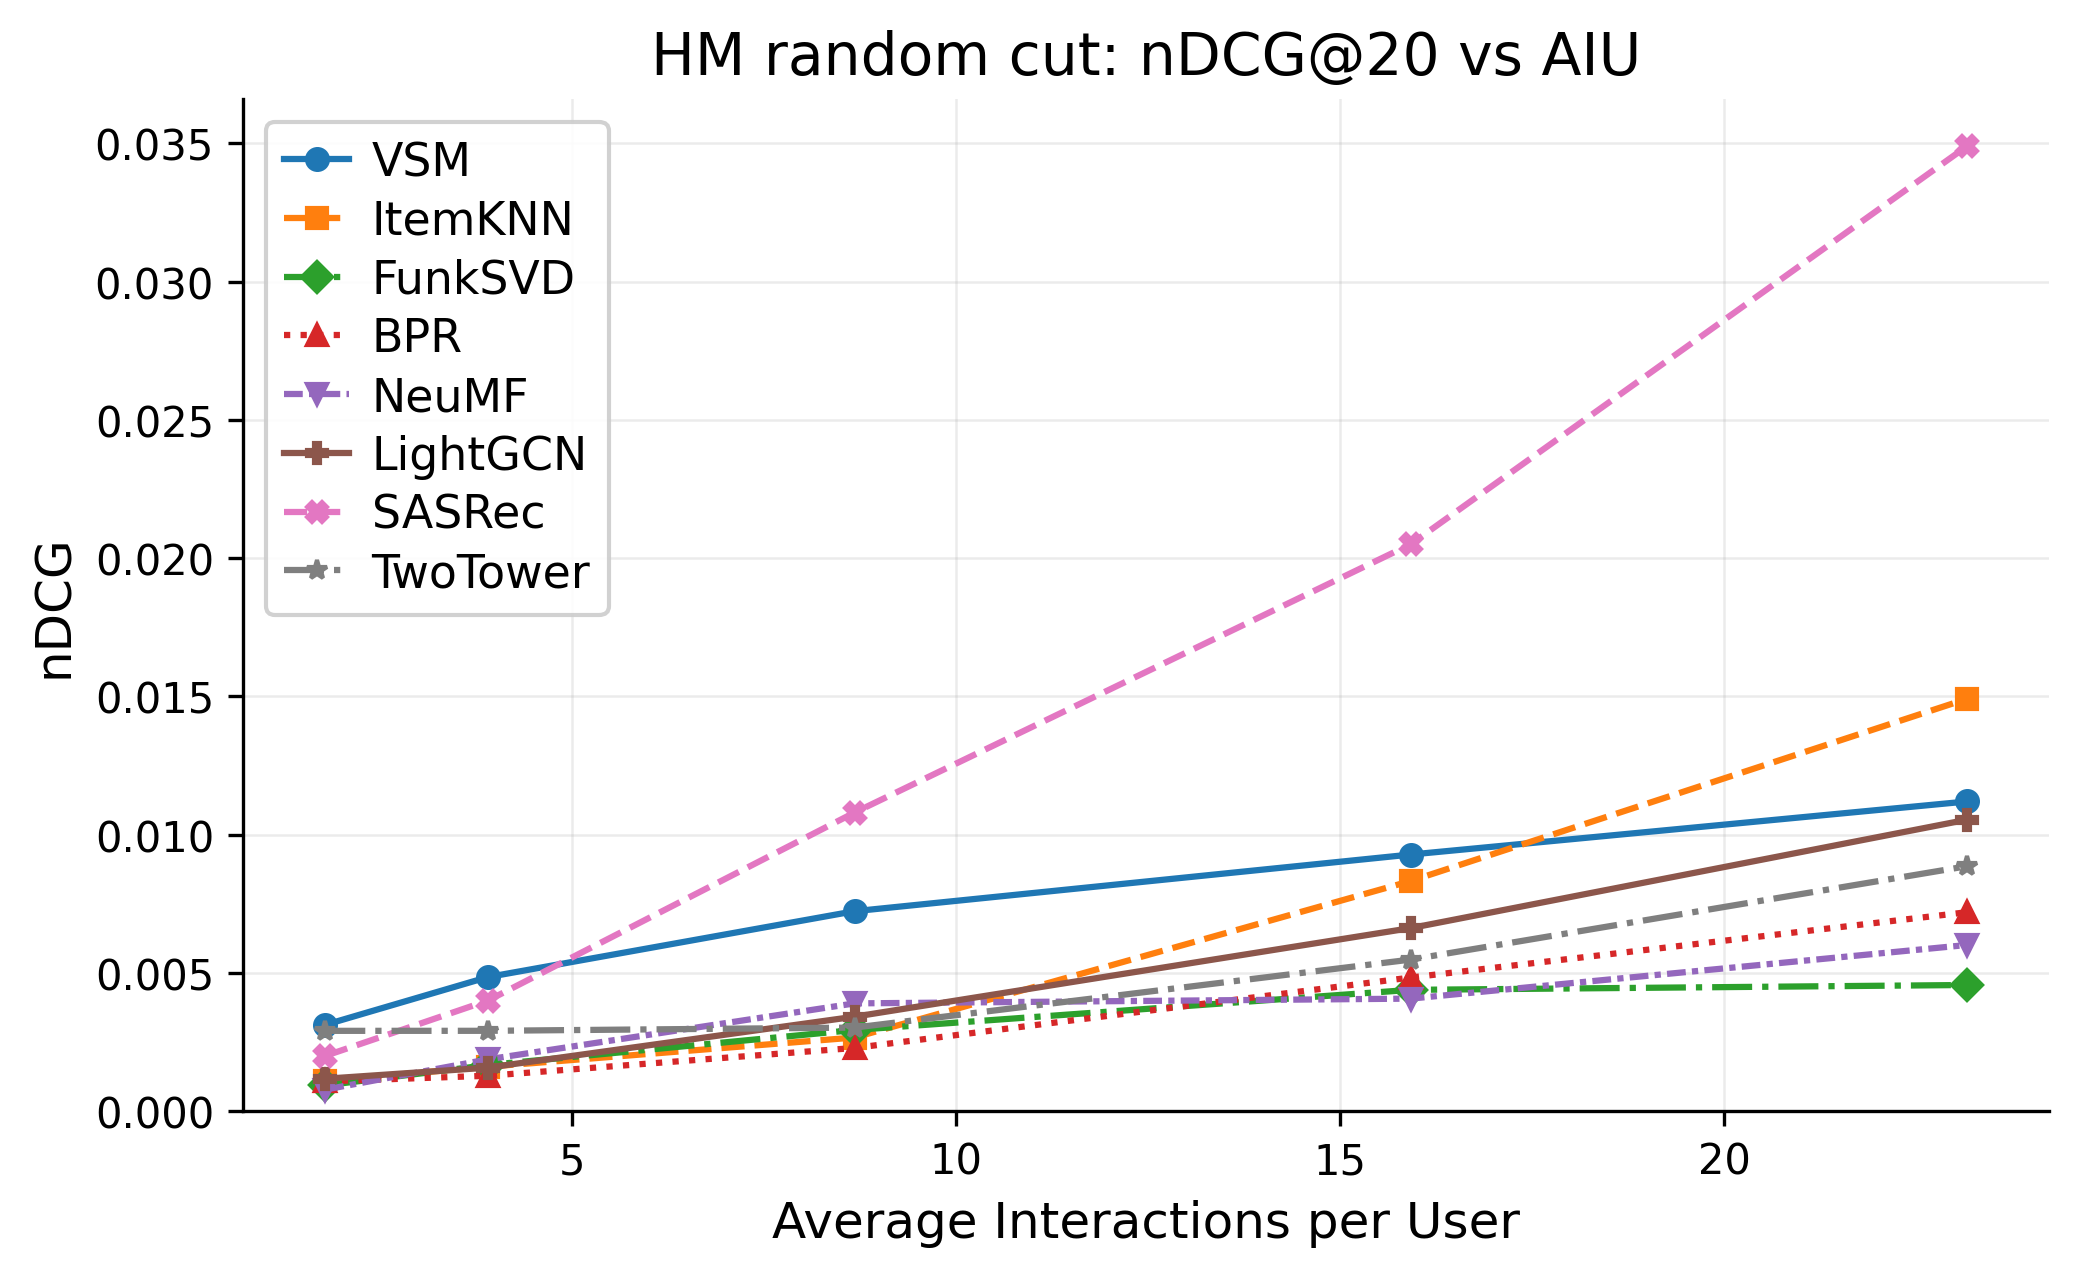 HM random cut: nDCG@20 vs AIU
VSM
ItemKNN
FunkSVD
BPR
NeuMF
LightGCN
SASRec
TwoTower
nDCG
0.035
0.030
0.025
0.020
0.015
0.010
0.005
0.000
5 10 15 20
Average Interactions per User